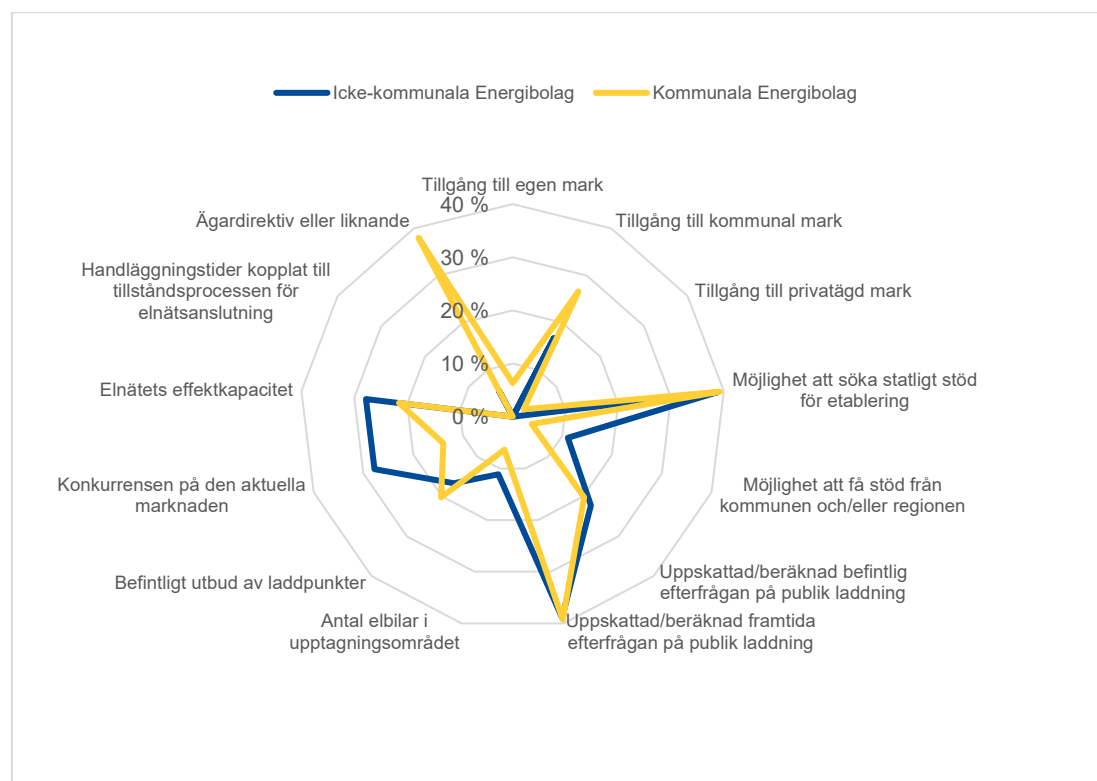 Icke-kommunala Energibolag
Kommunala Energibolag
Tillgång till egen mark
Tillgång till kommunal mark
Tillgång till privatägd mark
Möjlighet att söka statligt stöd
för etablering
Möjlighet att få stöd från
kommunen och/eller regionen
Uppskattad/beräknad befintlig
efterfrågan på publik laddning
Uppskattad/beräknad framtida
efterfrågan på publik laddning
Antal elbilar i
upptagningsområdet
Befintligt utbud av laddpunkter
Konkurrensen på den aktuella
marknaden
Elnätets effektkapacitet
Handläggningstider kopplat till
tillståndsprocessen för
elnätsanslutning
Ägardirektiv eller liknande
40 %
30 %
20 %
10 %
0 %